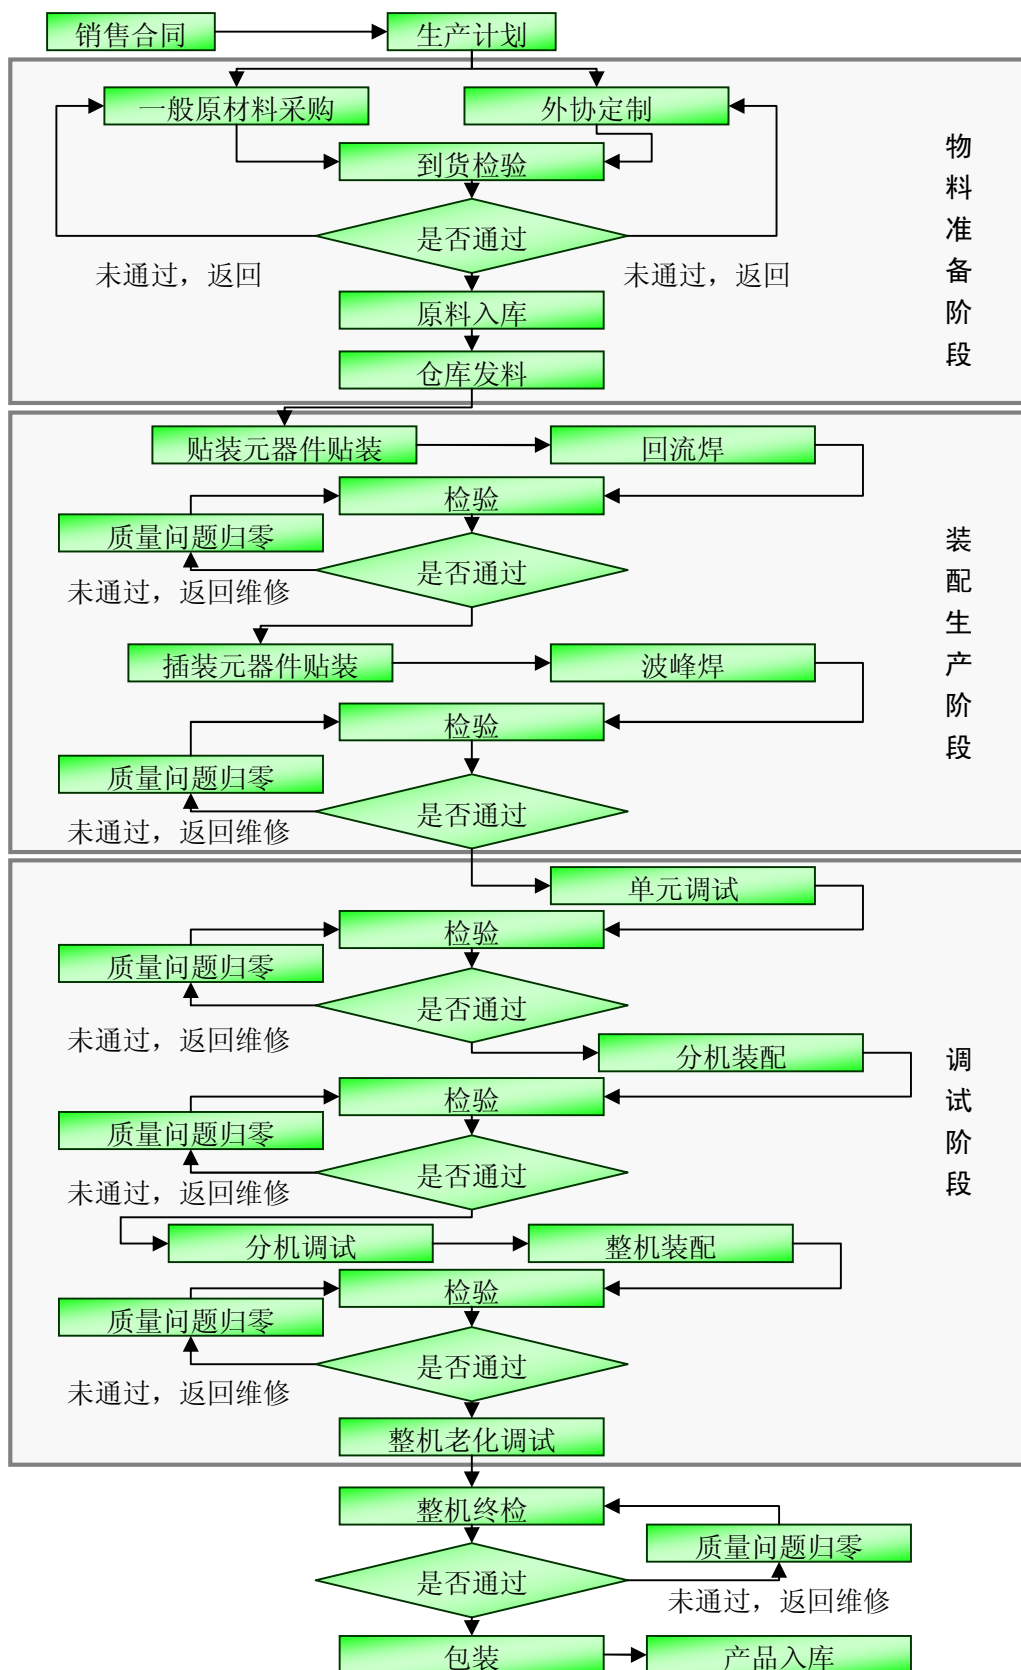 销售合同
生产计划
一般原材料采购
外协定制
到货检验
是否通过
未通过，返回
未通过，返回
原料入库
仓库发料
物料准备阶段
贴装元器件贴装
回流焊
检验
质量问题归零
是否通过
未通过，返回维修
插装元器件贴装
波峰焊
检验
质量问题归零
是否通过
未通过，返回维修
装配生产阶段
单元调试
检验
质量问题归零
是否通过
未通过，返回维修
分机装配
检验
质量问题归零
是否通过
未通过，返回维修
分机调试
整机装配
检验
质量问题归零
是否通过
未通过，返回维修
整机老化调试
调试阶段
整机终检
质量问题归零
是否通过
未通过，返回维修
包装
产品入库